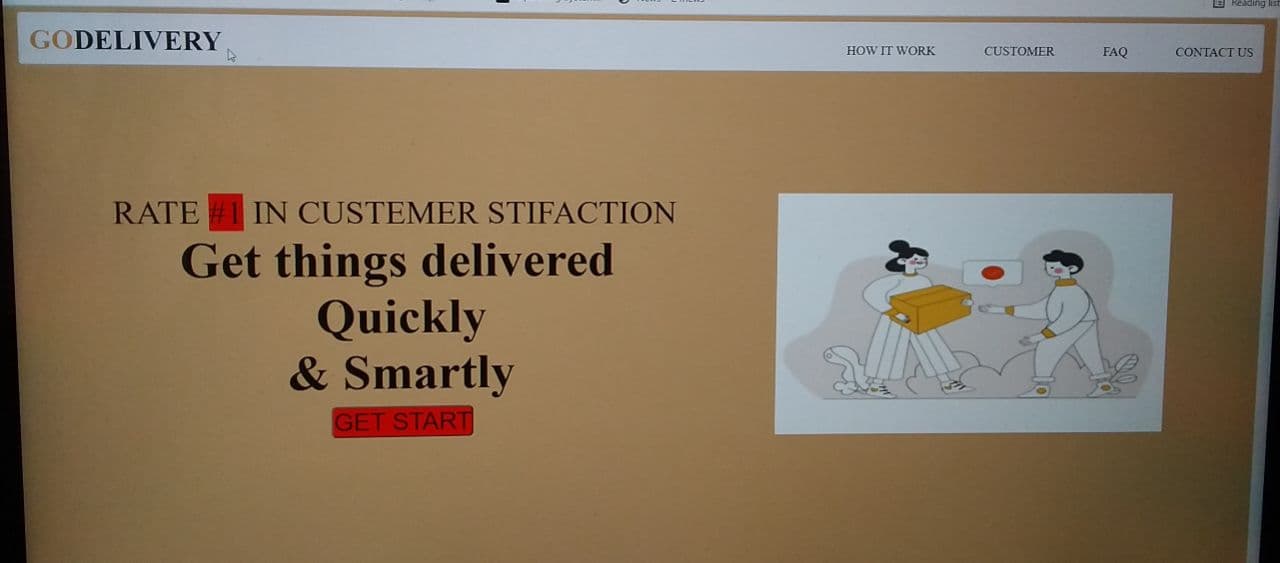 Reading list
GODELIVERY
HOW IT WORK
CUSTOMER
FAQ
CONTACT US
RATE #1 IN CUSTEMER STIFACTION
Get things delivered
Quickly
& Smartly
GET START